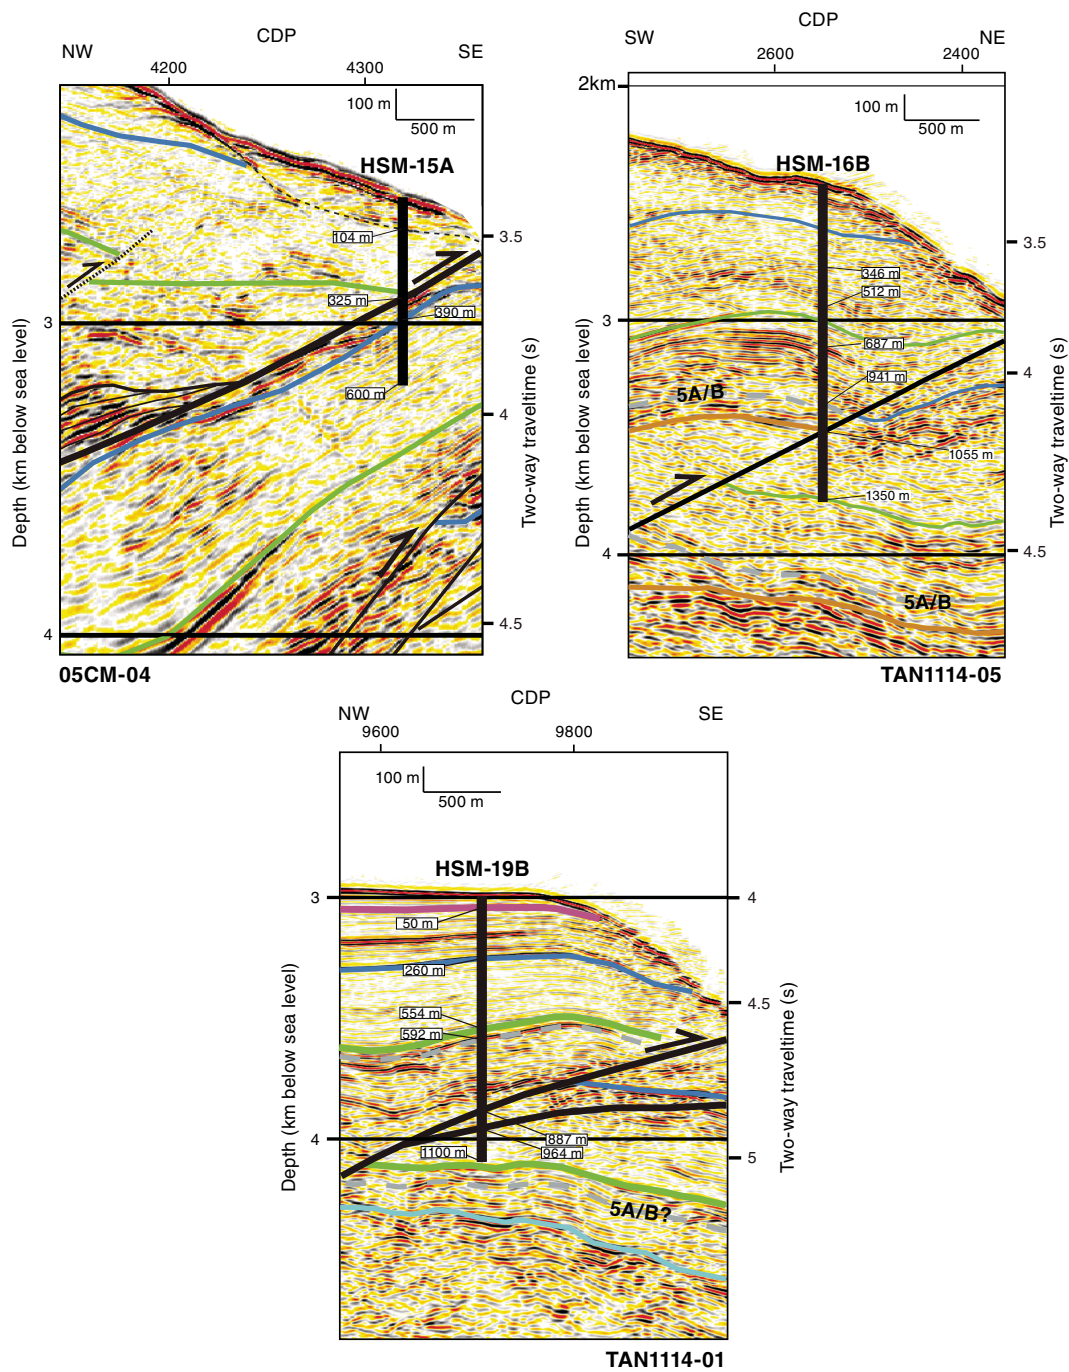 CDP
NW
SE
4200
4300
100 m
500 m
HSM-15A
104 m
325 m
390 m
600 m
3
4
3.5
4
4.5
Depth (km below sea level)
Two-way traveltime (s)
05CM-04
CDP
SW
NE
2600
2400
2km
100 m
500 m
HSM-16B
346 m
512 m
687 m
941 m
5A/B
1055 m
1350 m
5A/B
3
4
3.5
4
4.5
Depth (km below sea level)
Two-way traveltime (s)
TAN1114-05
CDP
NW
SE
9600
9800
100 m
500 m
HSM-19B
50 m
260 m
554 m
592 m
887 m
964 m
1100 m
5A/B?
3
4
4
4.5
5
Depth (km below sea level)
Two-way traveltime (s)
TAN1114-01